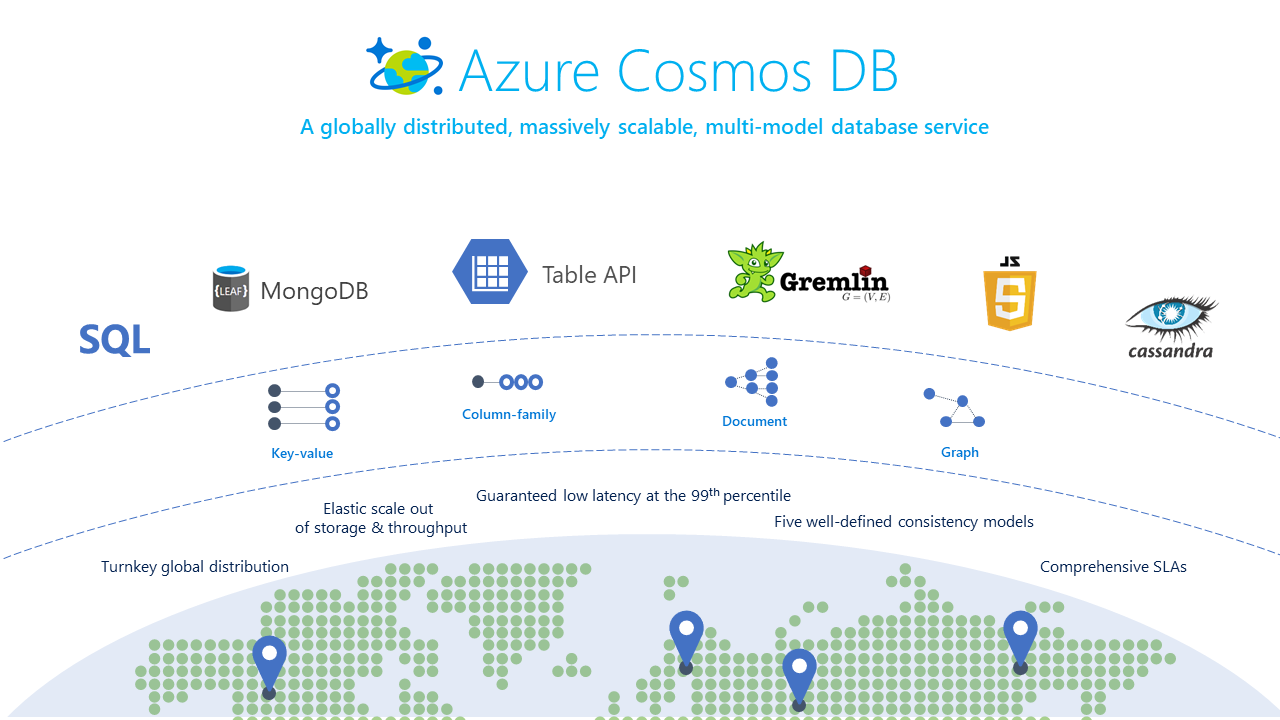 Azure Cosmos DB
A globally distributed, massively scalable, multi-model database service
SQL
{LEAF}
MongoDB
Table API
Gremlin
G = (V, E)
JS
5
cassandra
Key-value
Column-family
Document
Graph
Turnkey global distribution
Elastic scale out
of storage & throughput
Guaranteed low latency at the 99th percentile
Five well-defined consistency models
Comprehensive SLAs